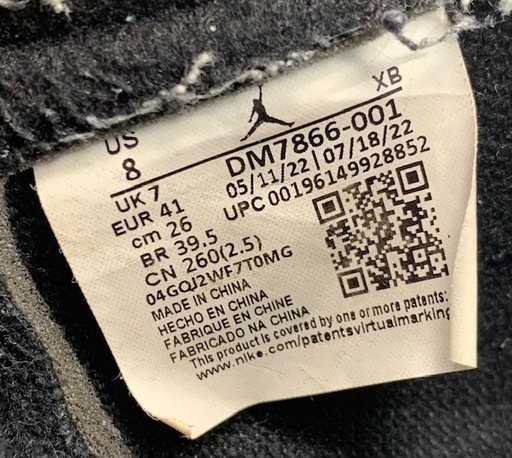 US XB
8 DM7866-001
UK 7 05/11/22 | 07/18/22
EUR 41 UPC 00196149928852
cm 26
BR 39.5
CN 260(2.5)
04GQJ2WF7T0MG
MADE IN CHINA
HECHO EN CHINA
FABRIQUE EN CHINE
FABRICADO NA CHINA
This product is covered by one or more patents:
www.nike.com/patentsvirtualmarking